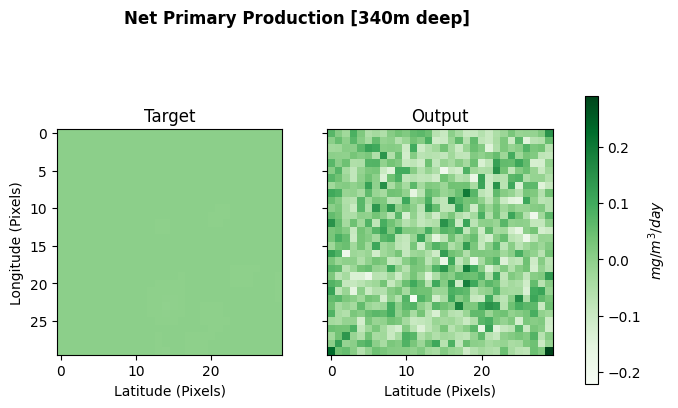 Net Primary Production [340m deep]
Target
Output
0
5
10
15
20
25
0
10
20
0
10
20
Longitude (Pixels)
Latitude (Pixels)
Latitude (Pixels)
0.2
0.1
0.0
−0.1
−0.2
mg/m³/day